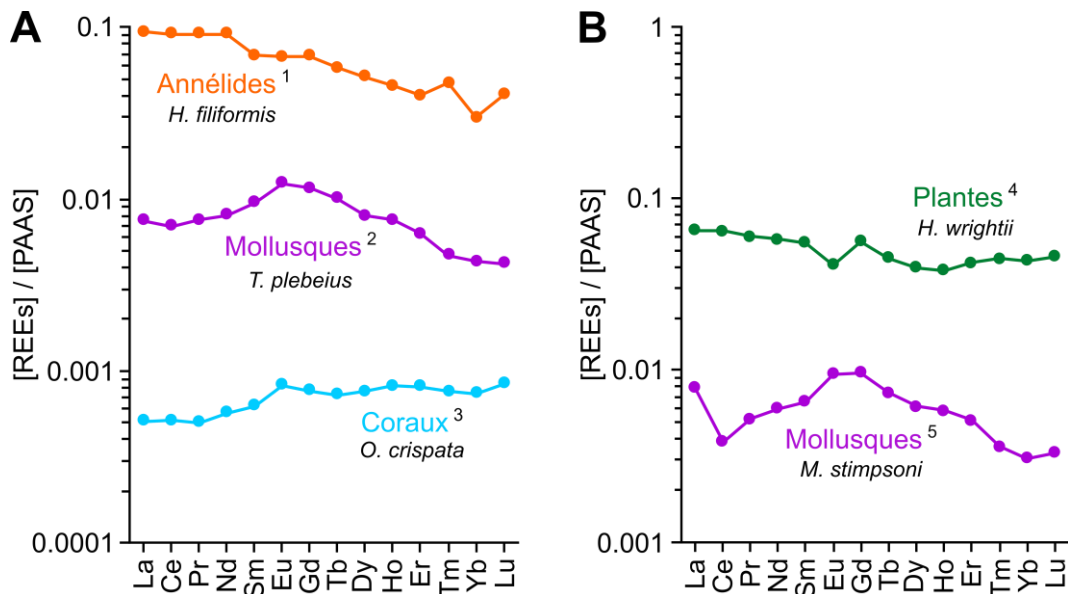 A
[REEs] / [PAAS]
0.1
0.01
0.001
0.0001
Annélides 1
H. filiformis
Mollusques 2
T. plebeius
Coraux 3
O. crispata
La Ce Pr Nd Sm Eu Gd Tb Dy Ho Er Tm Yb Lu
B
[REEs] / [PAAS]
1
0.1
0.01
0.001
Plantes 4
H. wrightii
Mollusques 5
M. stimpsoni
La Ce Pr Nd Sm Eu Gd Tb Dy Ho Er Tm Yb Lu